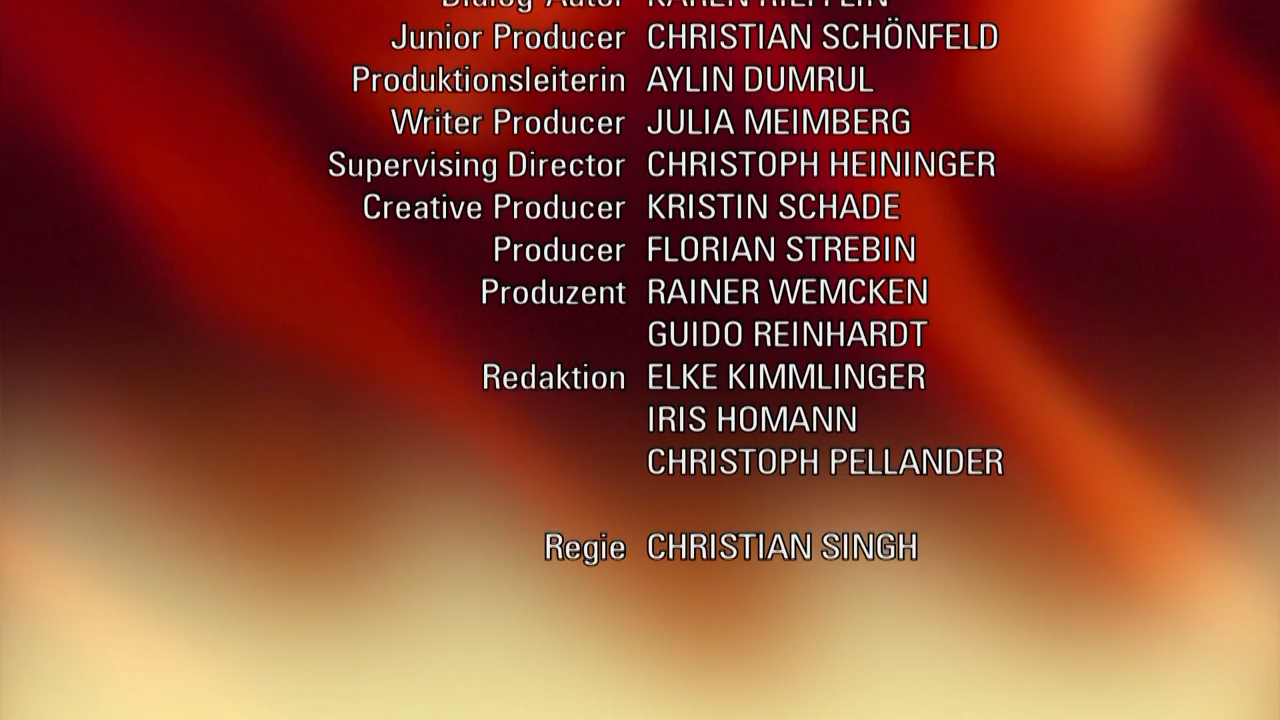 Junior Producer CHRISTIAN SCHÖNFELD
Produktionsleiterin AYLIN DUMRUL
Writer Producer JULIA MEIMBERG
Supervising Director CHRISTOPH HEININGER
Creative Producer KRISTIN SCHADE
Producer FLORIAN STREBIN
Produzent RAINER WEMCKEN
GUIDO REINHARDT
Redaktion ELKE KIMMLINGER
IRIS HOMANN
CHRISTOPH PELLANDER
Regie CHRISTIAN SINGH